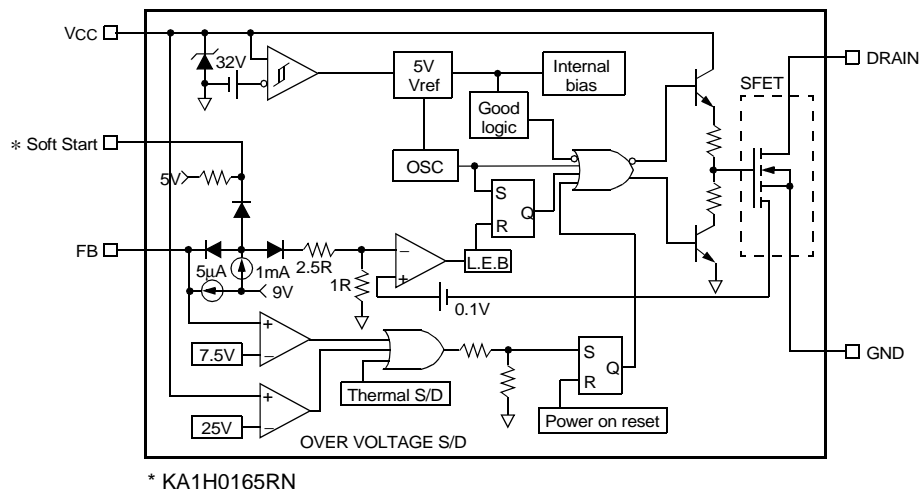 VCC
32V
5V
Vref
Internal
bias
DRAIN
SFET
Good
logic
* Soft Start
OSC
5V
S
R
Q
FB
2.5R
L.E.B
5μA
1mA
9V
1R
0.1V
7.5V
Thermal S/D
S
R
Q
GND
25V
Power on reset
OVER VOLTAGE S/D
* KA1H0165RN